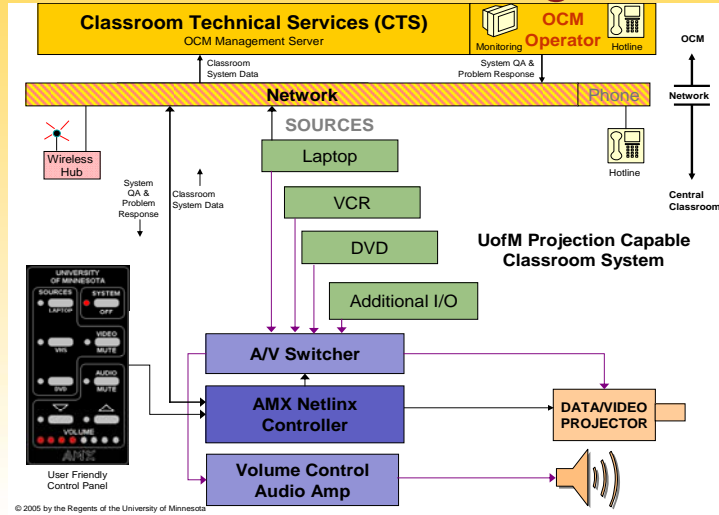 Classroom Technical Services (CTS)
OCM Management Server
OCM
Operator
Monitoring
Hotline
Classroom
System Data
System QA &
Problem Response
OCM
Network
Phone
Network
SOURCES
Wireless
Hub
Laptop
Hotline
System
QA &
Problem
Response
Classroom
System Data
Central
Classroom
VCR
UofM Projection Capable
Classroom System
DVD
Additional I/O
UNIVERSITY
OF MINNESOTA
SOURCES
SYSTEM
LAPTOP
OFF
VIDEO
VHS
MUTE
AUDIO
DVD
MUTE
VOLUME
AMX
A/V Switcher
AMX Netlinx
Controller
DATA/VIDEO
PROJECTOR
Volume Control
Audio Amp
User Friendly
Control Panel
© 2005 by the Regents of the University of Minnesota